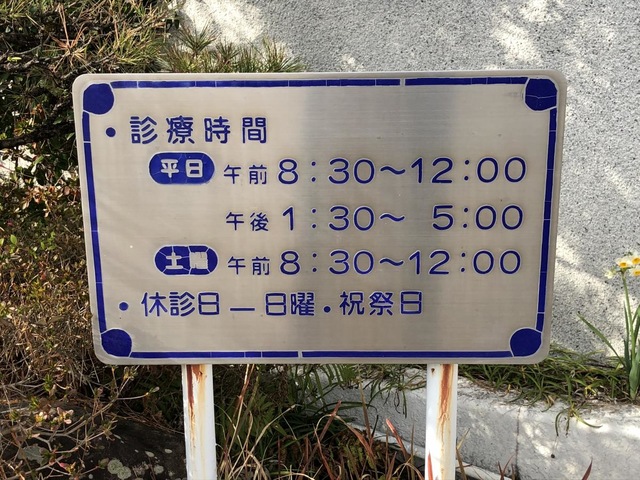 ・診療時間
平日 午前 8:30〜12:00
午後 1:30〜 5:00
土曜 午前 8:30〜12:00
・休診日―日曜・祝祭日